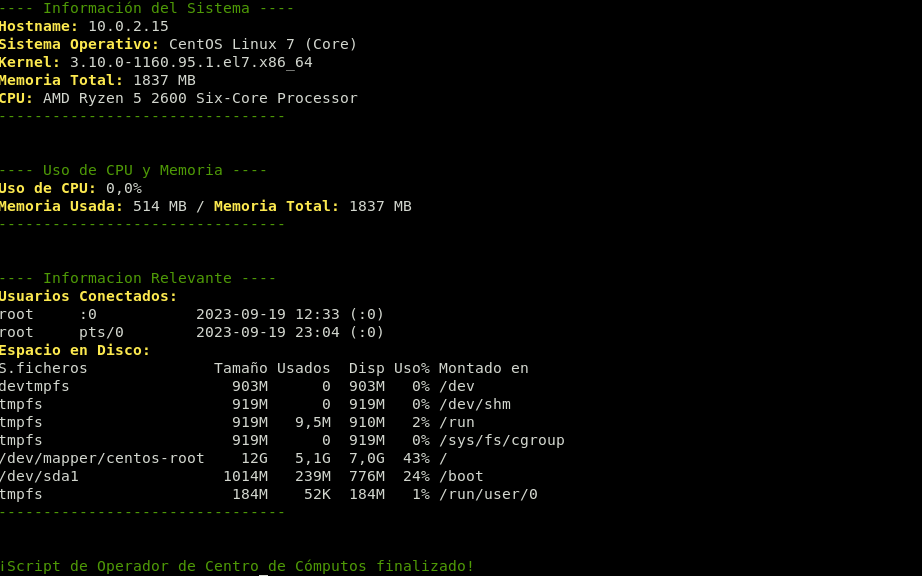 ---- Información del Sistema ----
Hostname: 10.0.2.15
Sistema Operativo: CentOS Linux 7 (Core)
Kernel: 3.10.0-1160.95.1.el7.x86_64
Memoria Total: 1837 MB
CPU: AMD Ryzen 5 2600 Six-Core Processor
--------------------------------
---- Uso de CPU y Memoria ----
Uso de CPU: 0,0%
Memoria Usada: 514 MB / Memoria Total: 1837 MB
--------------------------------
---- Informacion Relevante ----
Usuarios Conectados:
root     :0           2023-09-19 12:33 (:0)
root     pts/0        2023-09-19 23:04 (:0)
Espacio en Disco:
S.ficheros              Tamaño Usados  Disp Uso% Montado en
devtmpfs                  903M      0  903M   0% /dev
tmpfs                     919M      0  919M   0% /dev/shm
tmpfs                     919M   9,5M  910M   2% /run
tmpfs                     919M      0  919M   0% /sys/fs/cgroup
/dev/mapper/centos-root    12G   5,1G  7,0G  43% /
/dev/sda1                1014M   239M  776M  24% /boot
tmpfs                     184M    52K  184M   1% /run/user/0
--------------------------------
¡Script de Operador de Centro de Cómputos finalizado!